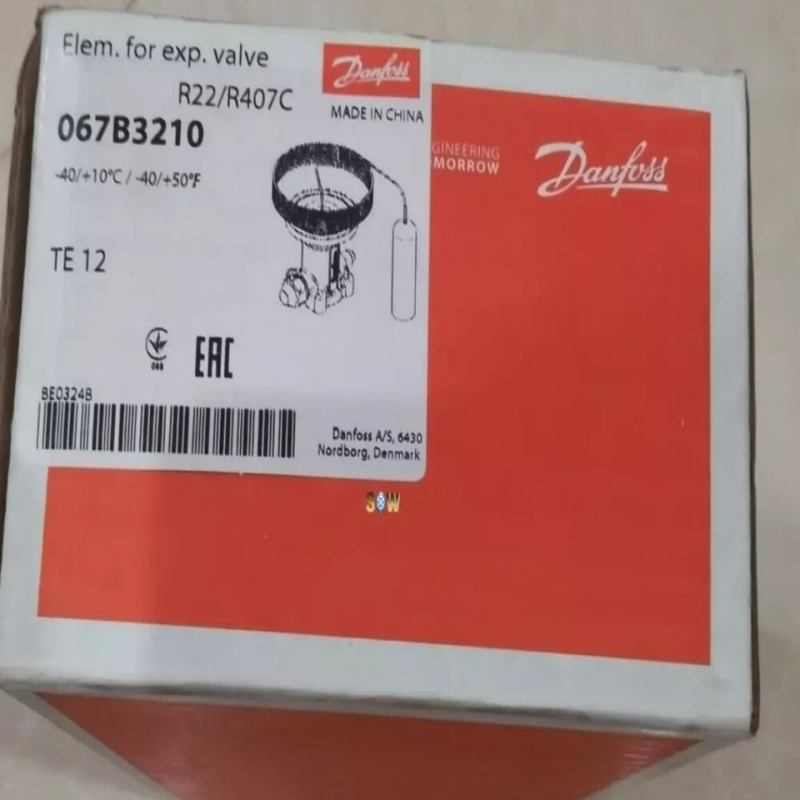 Elem. for exp. valve
Danfoss
R22/R407C
MADE IN CHINA
067B3210
-40/+10°C / -40/+50°F
TE 12
GINEERING
MORROW
Danfoss
088
EAC
BE0324B
Danfoss A/S, 6430
Nordborg, Denmark
S W